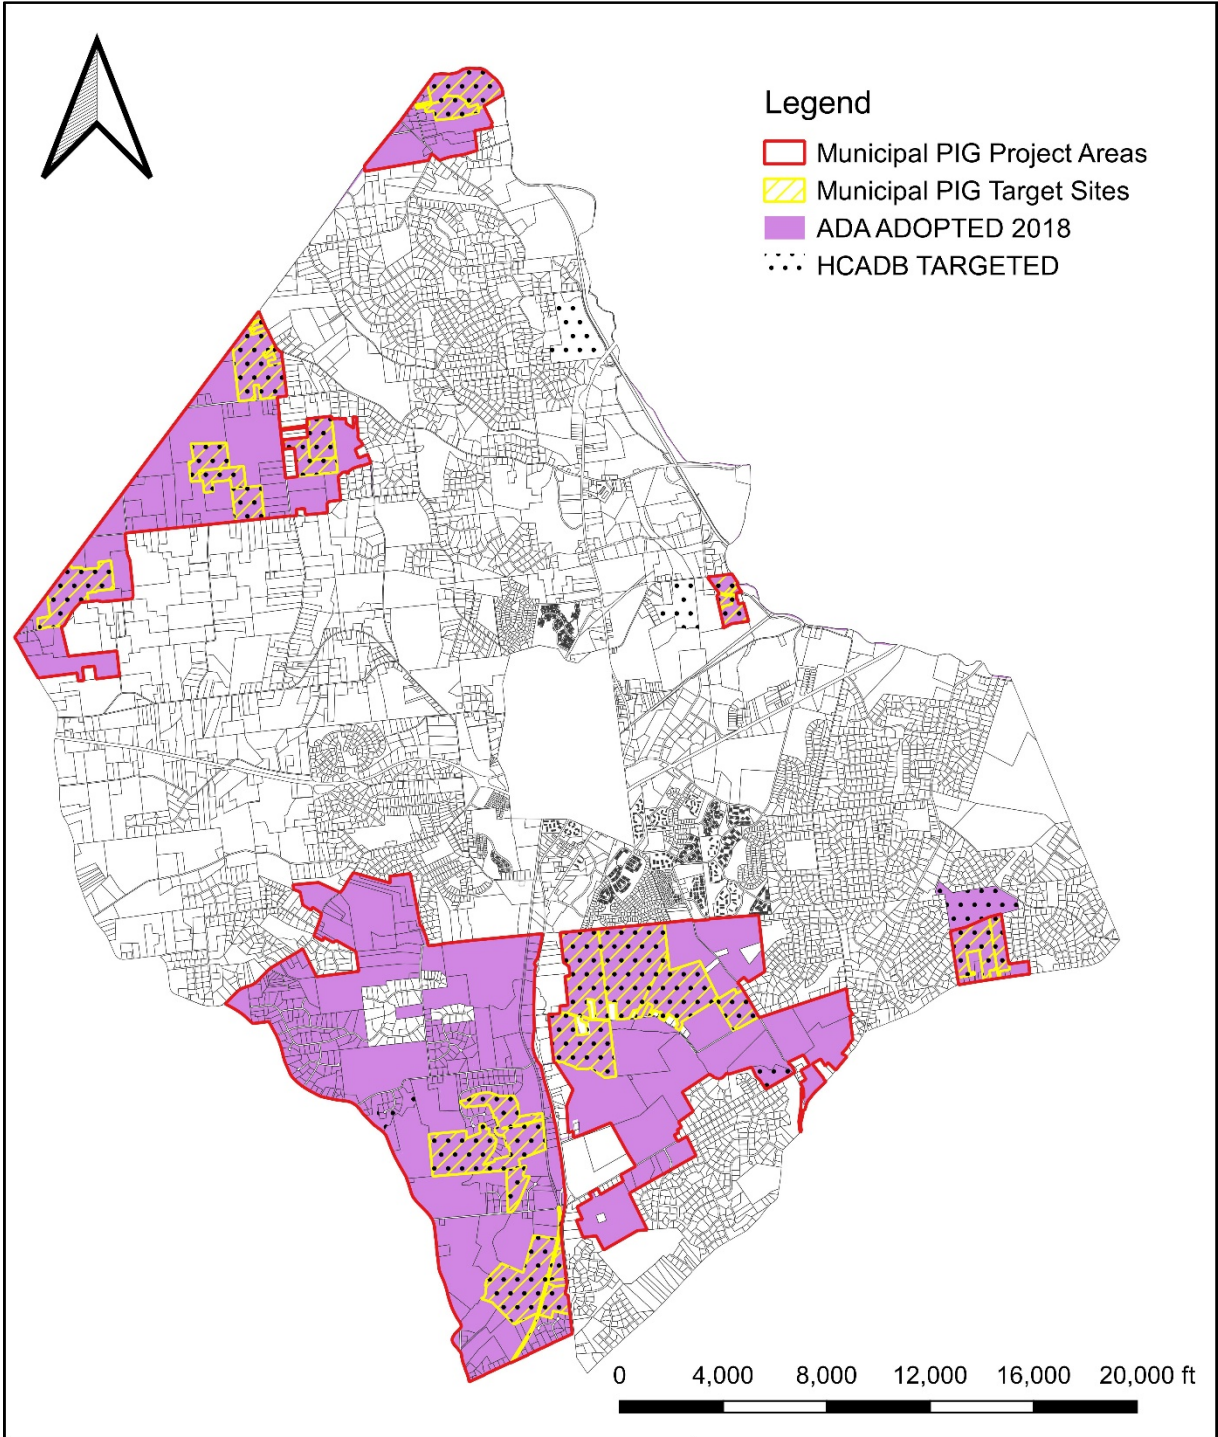 Legend
Municipal PIG Project Areas
Municipal PIG Target Sites
ADA ADOPTED 2018
HCADB TARGETED
0 4,000 8,000 12,000 16,000 20,000 ft